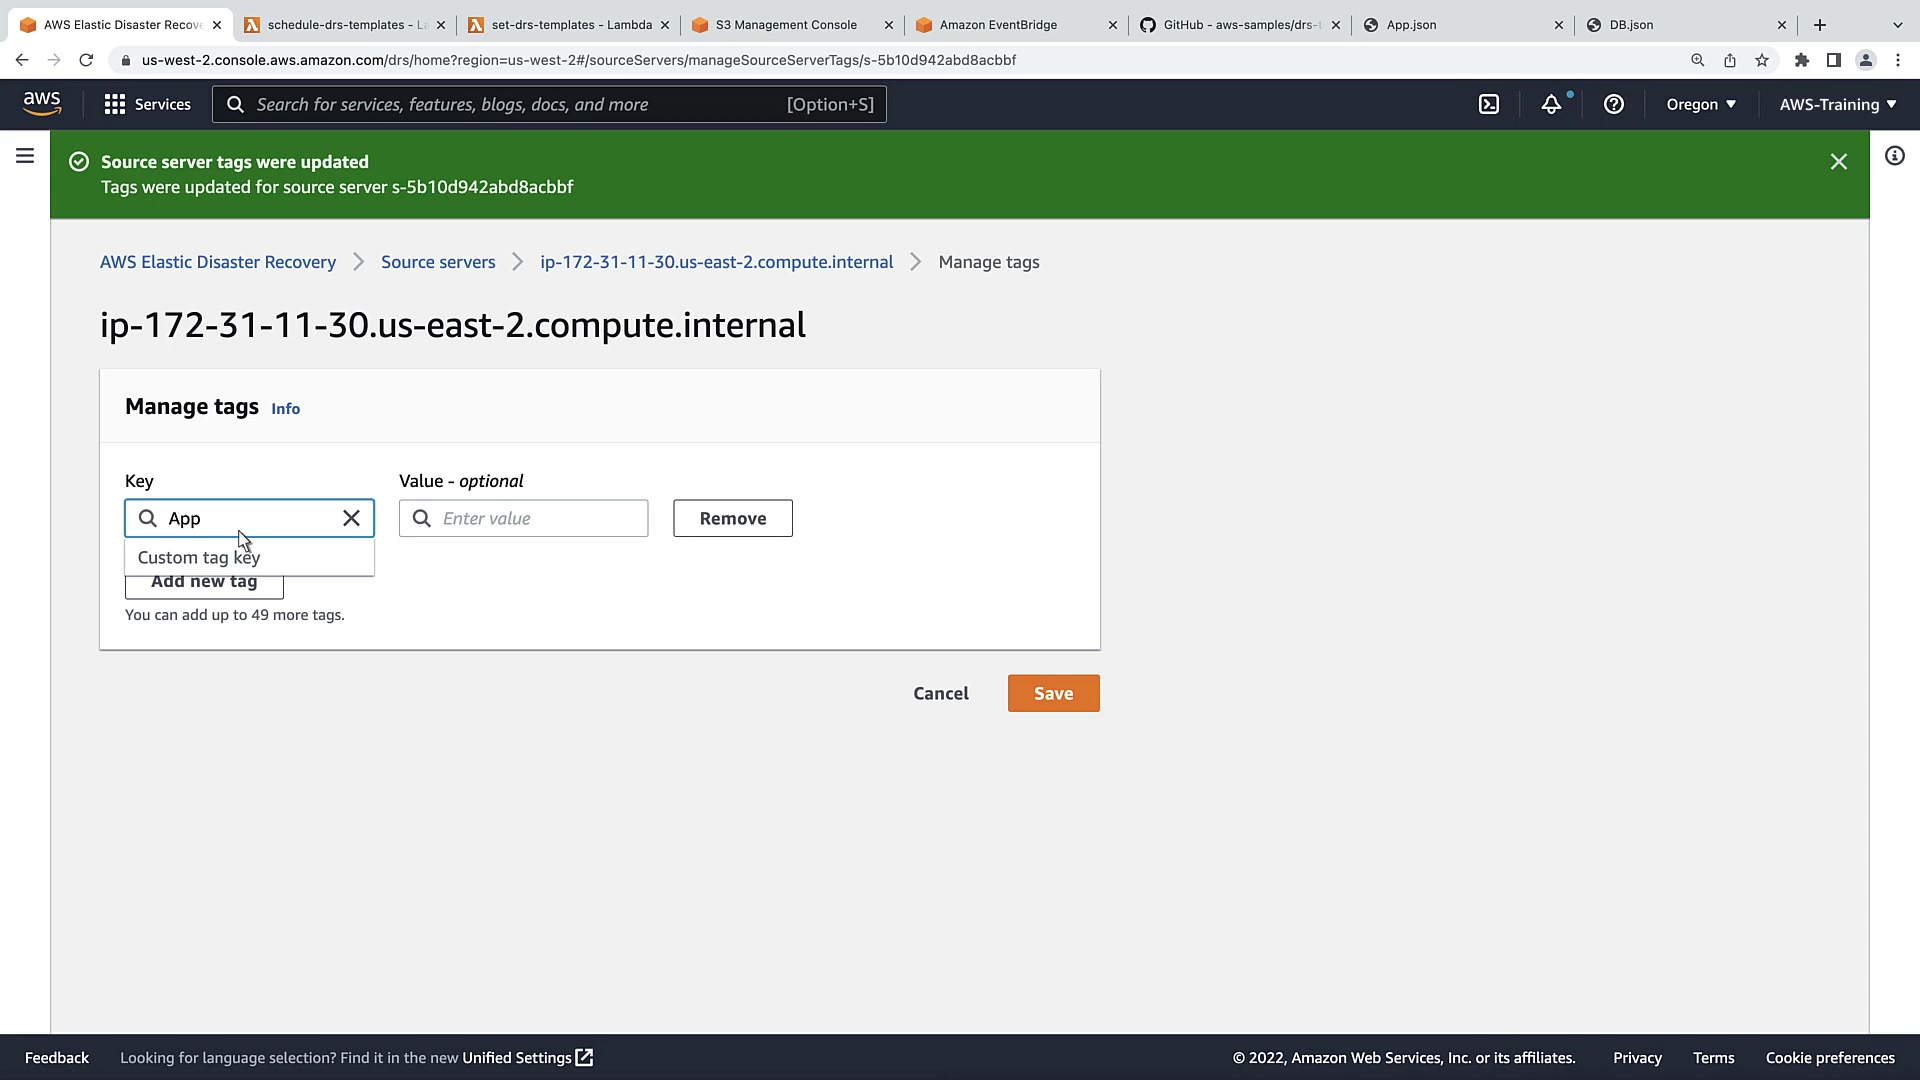 AWS Elastic Disaster Recove
schedule-drs-templates - La
set-drs-templates - Lambda
S3 Management Console
Amazon EventBridge
GitHub - aws-samples/drs-t
App.json
DB.json
us-west-2.console.aws.amazon.com/drs/home?region=us-west-2#/sourceServers/manageSourceServerTags/s-5b10d942abd8acbbf
aws
Services
Search for services, features, blogs, docs, and more
[Option+S]
Oregon
AWS-Training
Source server tags were updated
Tags were updated for source server s-5b10d942abd8acbbf
AWS Elastic Disaster Recovery
Source servers
ip-172-31-11-30.us-east-2.compute.internal
Manage tags
ip-172-31-11-30.us-east-2.compute.internal
Manage tags Info
Key
Value - optional
App
Enter value
Remove
Custom tag key
Add new tag
You can add up to 49 more tags.
Cancel
Save
Feedback
Looking for language selection? Find it in the new Unified Settings
© 2022, Amazon Web Services, Inc. or its affiliates.
Privacy
Terms
Cookie preferences